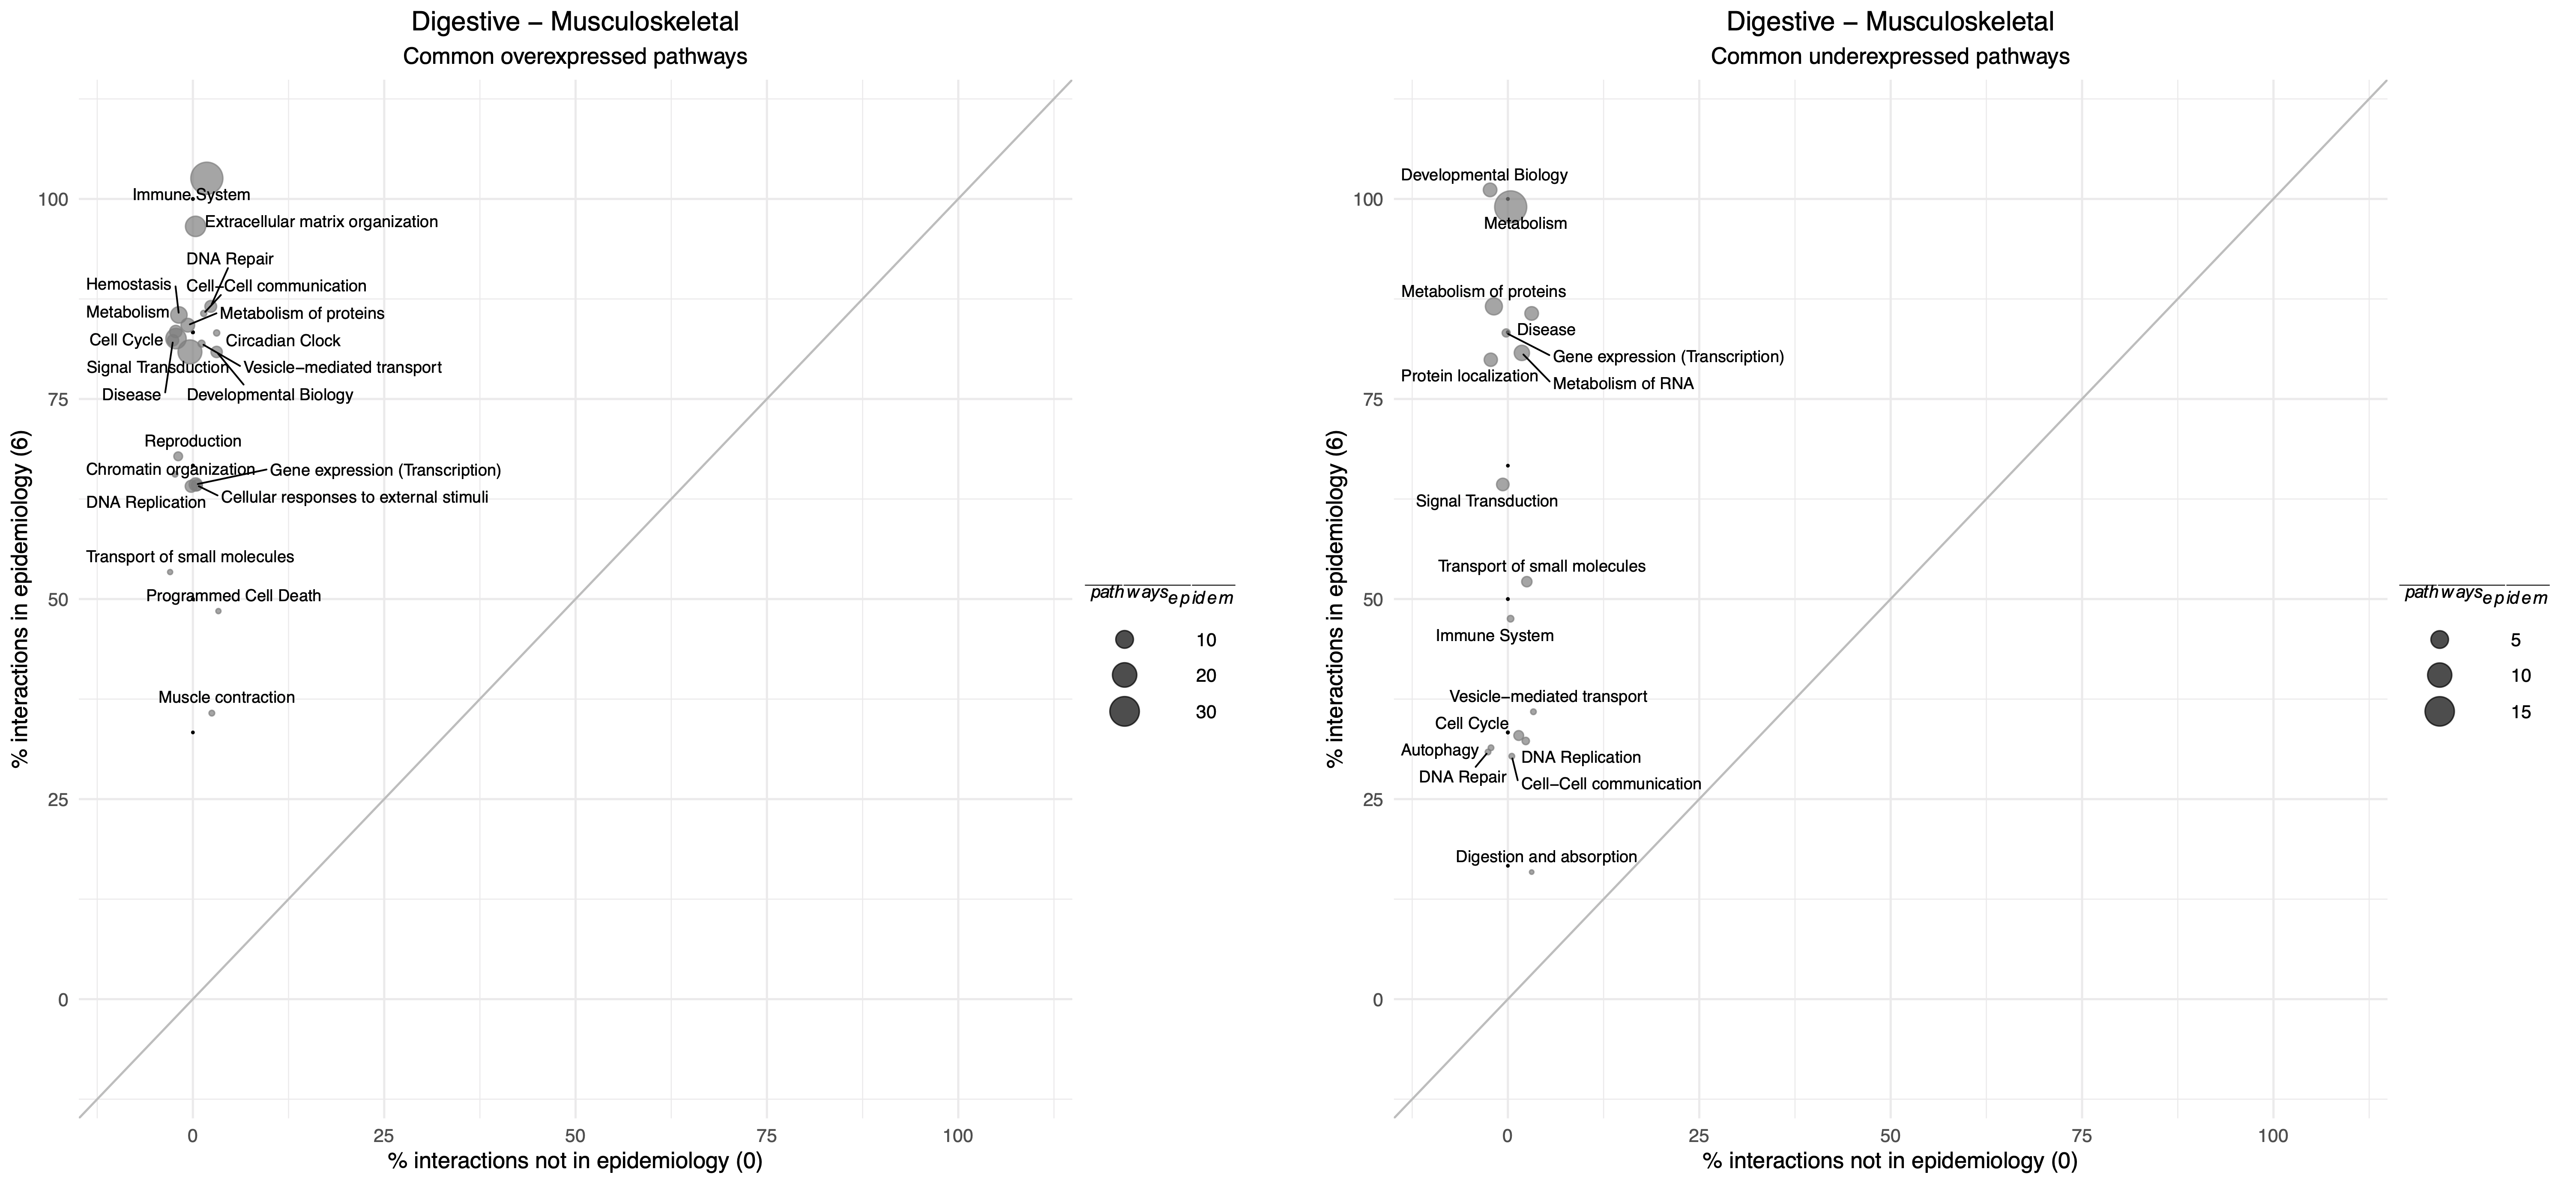 Digestive – Musculoskeletal
Common overexpressed pathways
% interactions in epidemiology (6)
100
75
50
25
0
Immune System
Extracellular matrix organization
DNA Repair
Hemostasis
Cell–Cell communication
Metabolism
Metabolism of proteins
Cell Cycle
Circadian Clock
Signal Transduction
Vesicle–mediated transport
Disease
Developmental Biology
Reproduction
Chromatin organization
Gene expression (Transcription)
Cellular responses to external stimuli
DNA Replication
Transport of small molecules
Programmed Cell Death
Muscle contraction
0
25
50
75
100
% interactions not in epidemiology (0)
pathways epidem
10
20
30
Digestive – Musculoskeletal
Common underexpressed pathways
% interactions in epidemiology (6)
100
75
50
25
0
Developmental Biology
Metabolism
Metabolism of proteins
Disease
Gene expression (Transcription)
Protein localization
Metabolism of RNA
Signal Transduction
Transport of small molecules
Immune System
Vesicle–mediated transport
Cell Cycle
Autophagy
DNA Replication
DNA Repair
Cell–Cell communication
Digestion and absorption
0
25
50
75
100
% interactions not in epidemiology (0)
pathways epidem
5
10
15